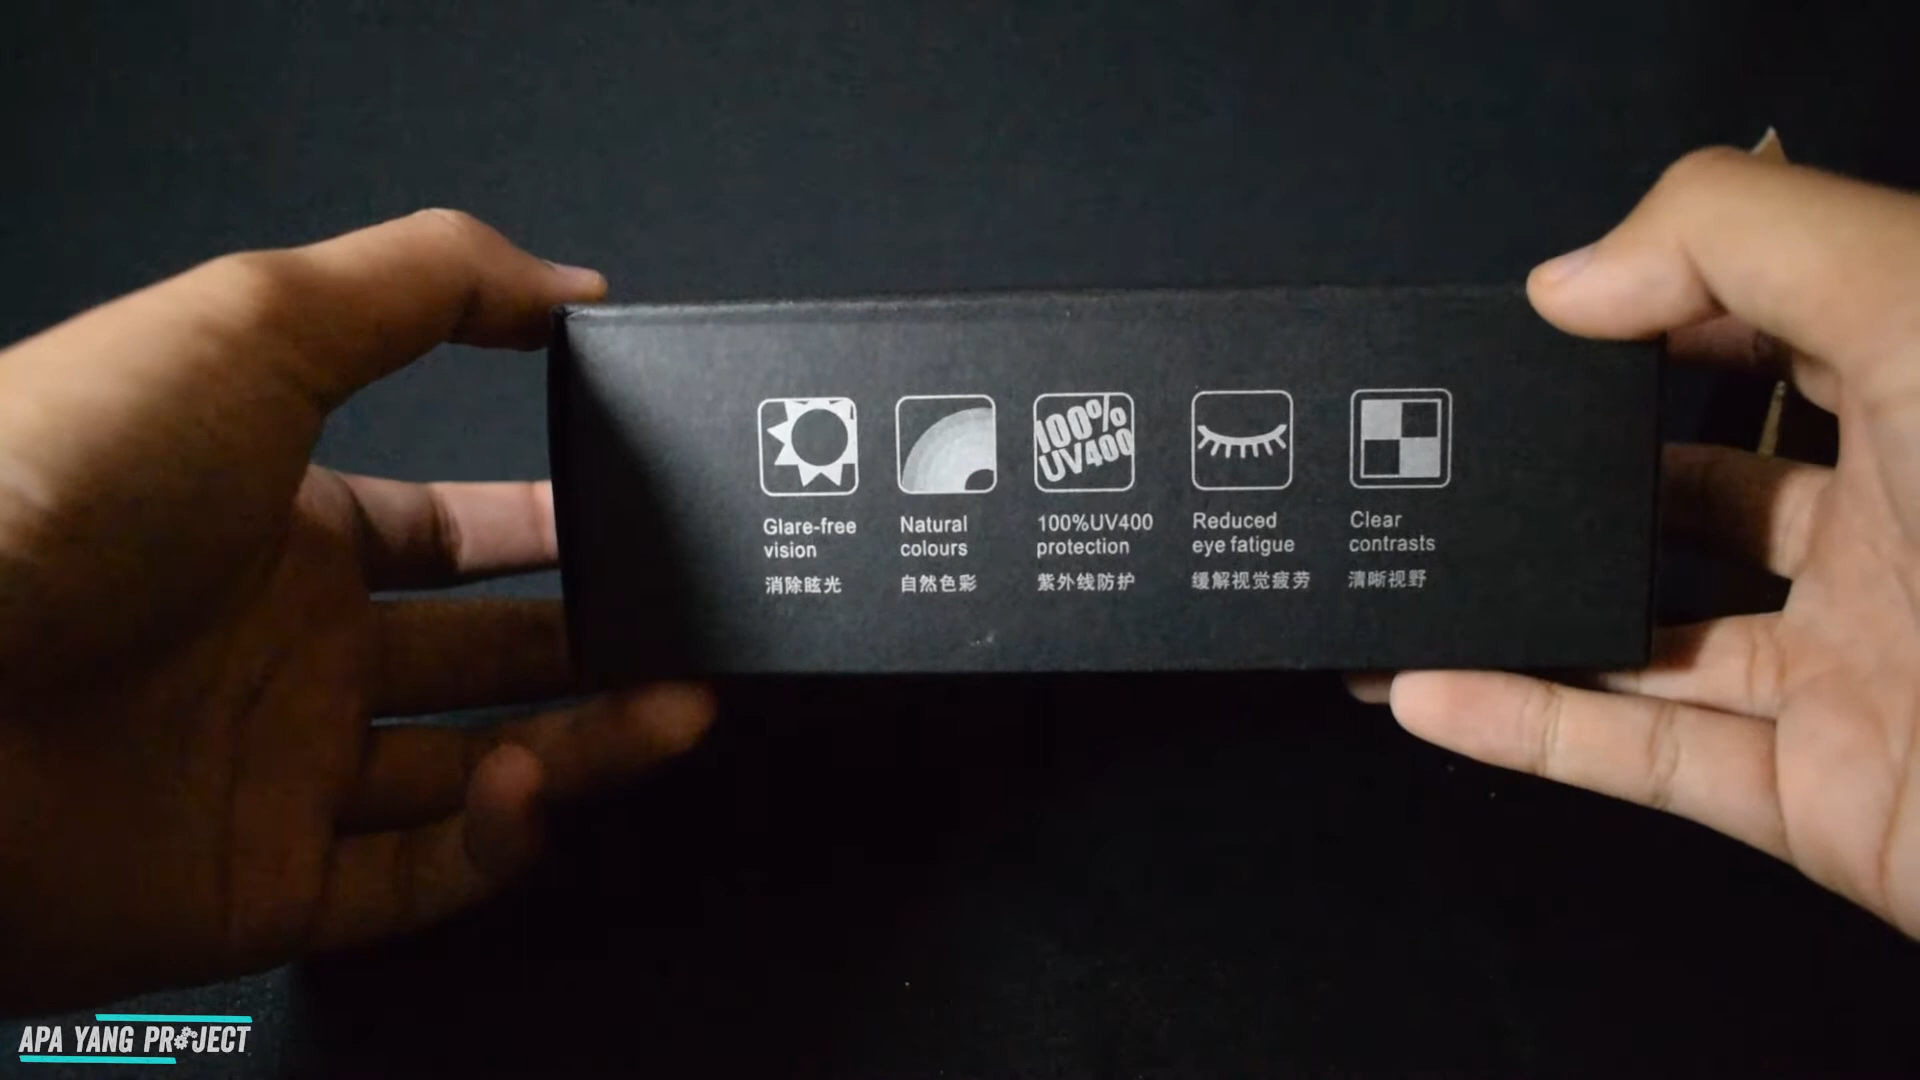 100%
UV400
Glare-free
vision
消除眩光
Natural
colours
自然色彩
100%UV400
protection
紫外线防护
Reduced
eye fatigue
缓解视觉疲劳
Clear
contrasts
清晰视野
APA YANG PROJECT